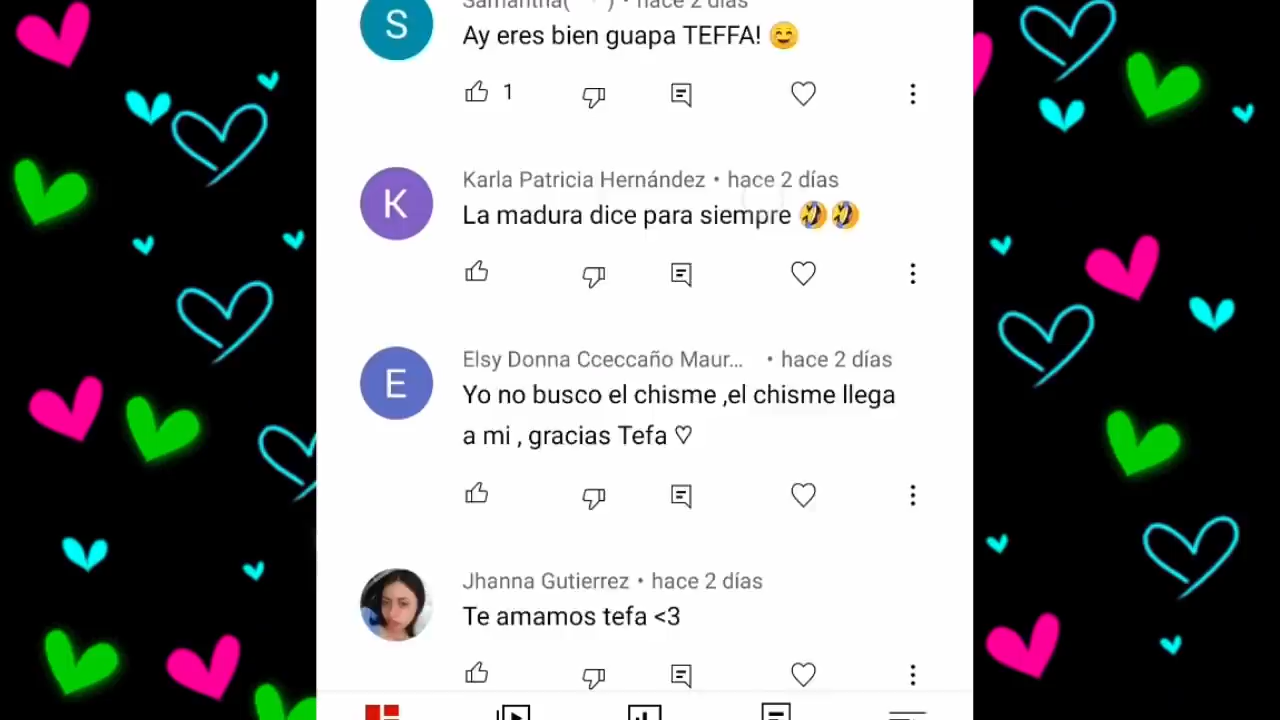 Samantha( ) • hace 2 días
S
Ay eres bien guapa TEFFA! 😄
1
Karla Patricia Hernández • hace 2 días
K
La madura dice para siempre 🤣🤣
Elsy Donna Cceccaño Maur... • hace 2 días
E
Yo no busco el chisme ,el chisme llega
a mi , gracias Tefa ♡
Jhanna Gutierrez • hace 2 días
Te amamos tefa <3